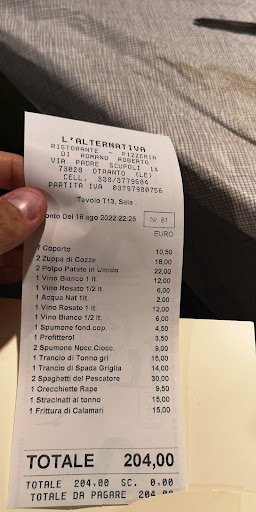 L'ALTERNATIVA
RISTORANTE - PIZZERIA
DI ROMANO ROBERTO
VIA PADRE SCUPOLI 14
73028 OTRANTO (LE)
CELL. 338/3779684
PARTITA IVA 03797980756
Tavolo T13, Sala
onto Del 18 ago 2022 22:25 Nr. 61
EURO
7 Coperto 10,50
2 Zuppa di Cozze 18,00
2 Polpo Patate in Umido 22,00
1 Vino Bianco 1 lt. 12,00
1 Vino Rosato 1/2 lt. 6,00
1 Acqua Nat 1lt. 2,00
1 Vino Rosato 1 lt. 12,00
1 Vino Bianco 1/2 lt. 6,00
1 Spumone fond.cop. 4,50
1 Profitterol 3,50
2 Spumone Nocc.Ciocc. 9,00
1 Trancio di Tonno gri 15,00
1 Trancio di Spada Griglia 14,00
2 Spaghetti del Pescatore 30,00
1 Orecchiette Rape 9,50
1 Stracinati al tonno 15,00
1 Frittura di Calamari 15,00
TOTALE 204,00
TOTALE 204,00 SC. 0,00
TOTALE DA PAGARE 204,00